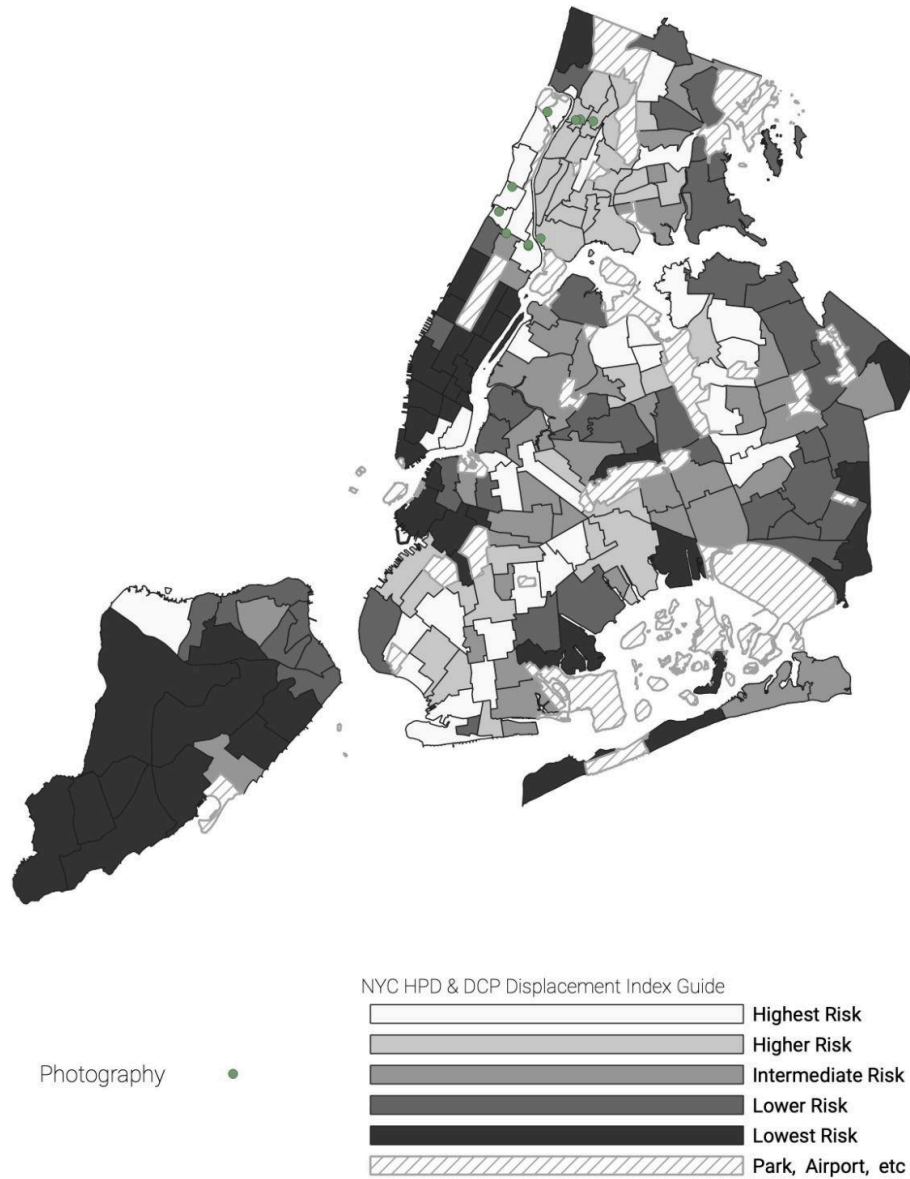 NYC HPD & DCP Displacement Index Guide
Highest Risk
Higher Risk
Photography
Intermediate Risk
Lower Risk
Lowest Risk
Park, Airport, etc